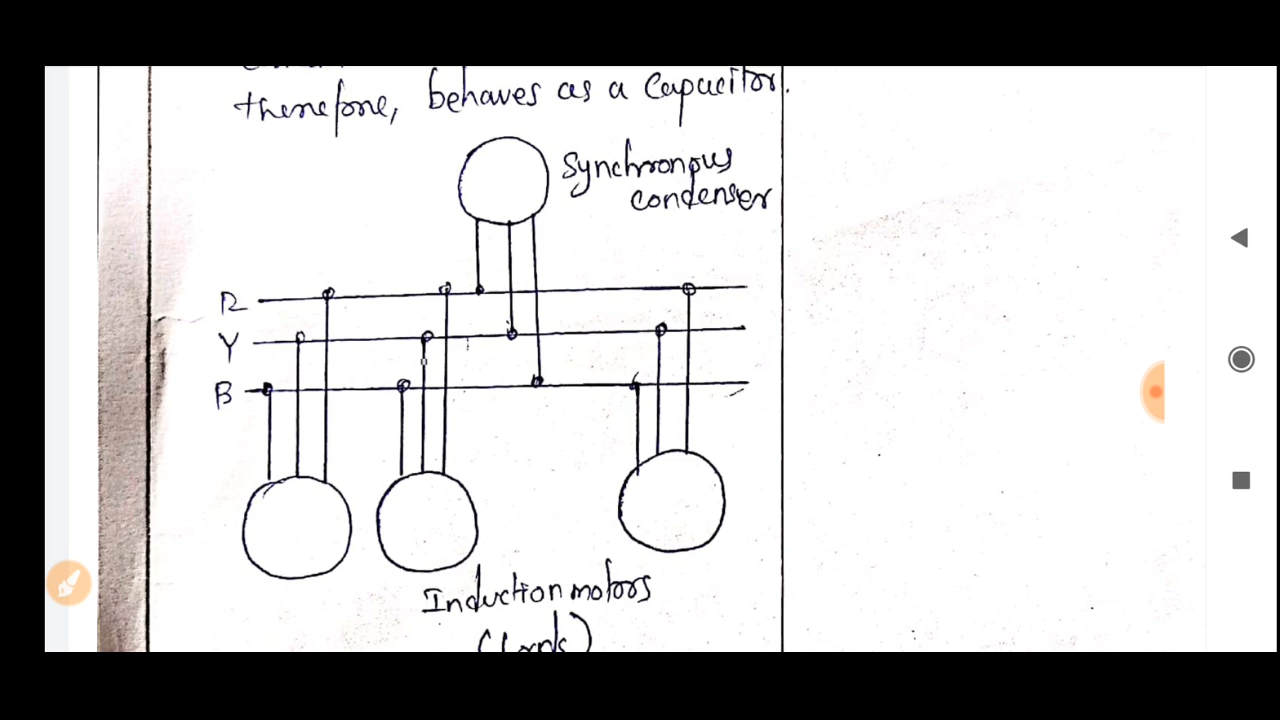 therefore, behaves as a capacitor.
Synchronous
condenser
R
Y
B
Induction motors